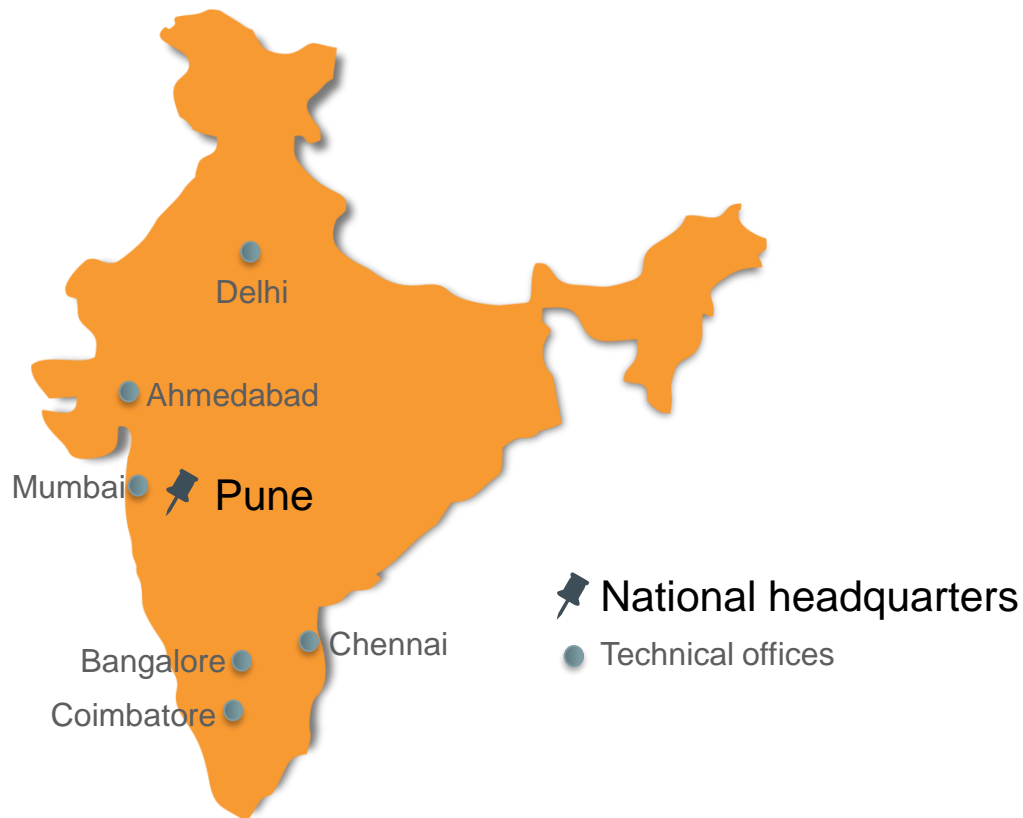 Delhi
Ahmedabad
Mumbai
Pune
National headquarters
Chennai
Technical offices
Bangalore
Coimbatore